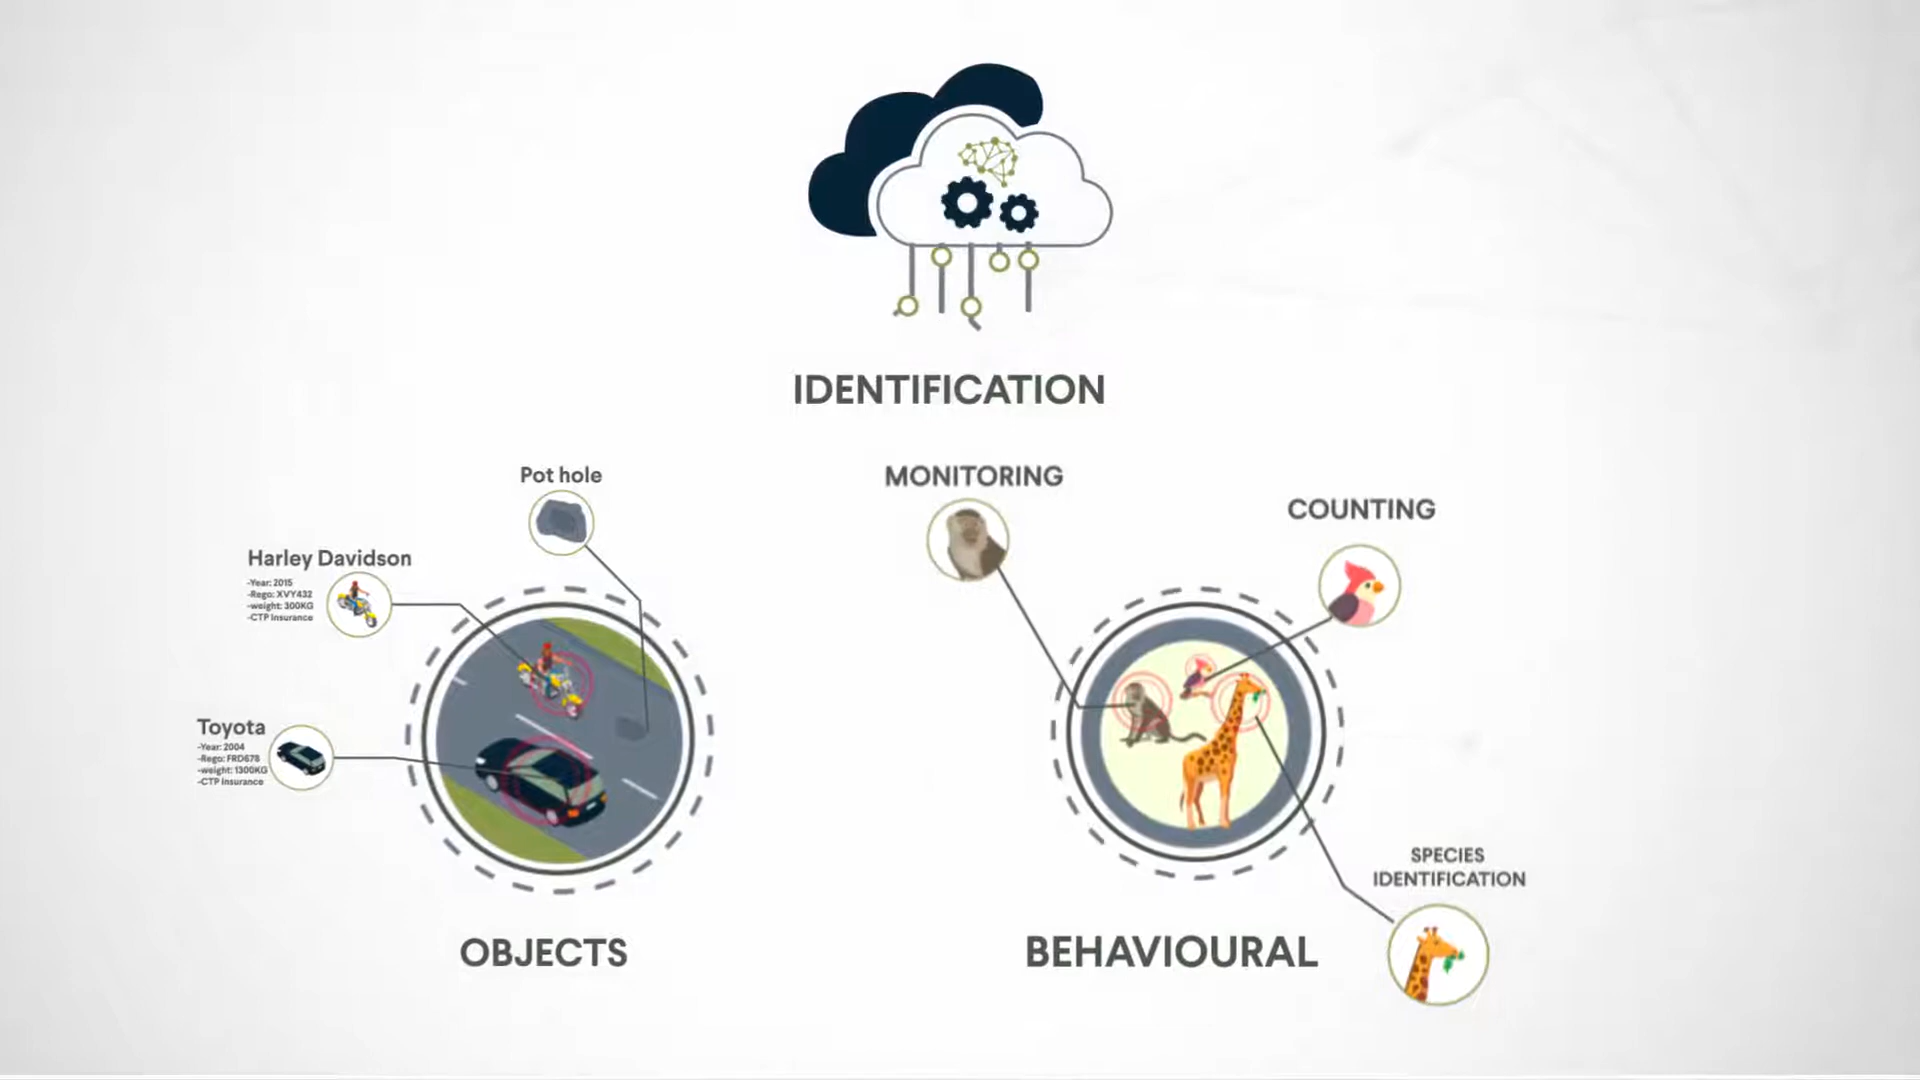 IDENTIFICATION
Pot hole
Harley Davidson
-Year: 2015
-Rego: XVY432
-weight: 300KG
-CTP Insurance
Toyota
-Year: 2004
-Rego: FRD678
-weight: 1300KG
-CTP Insurance
OBJECTS
MONITORING
COUNTING
SPECIES
IDENTIFICATION
BEHAVIOURAL